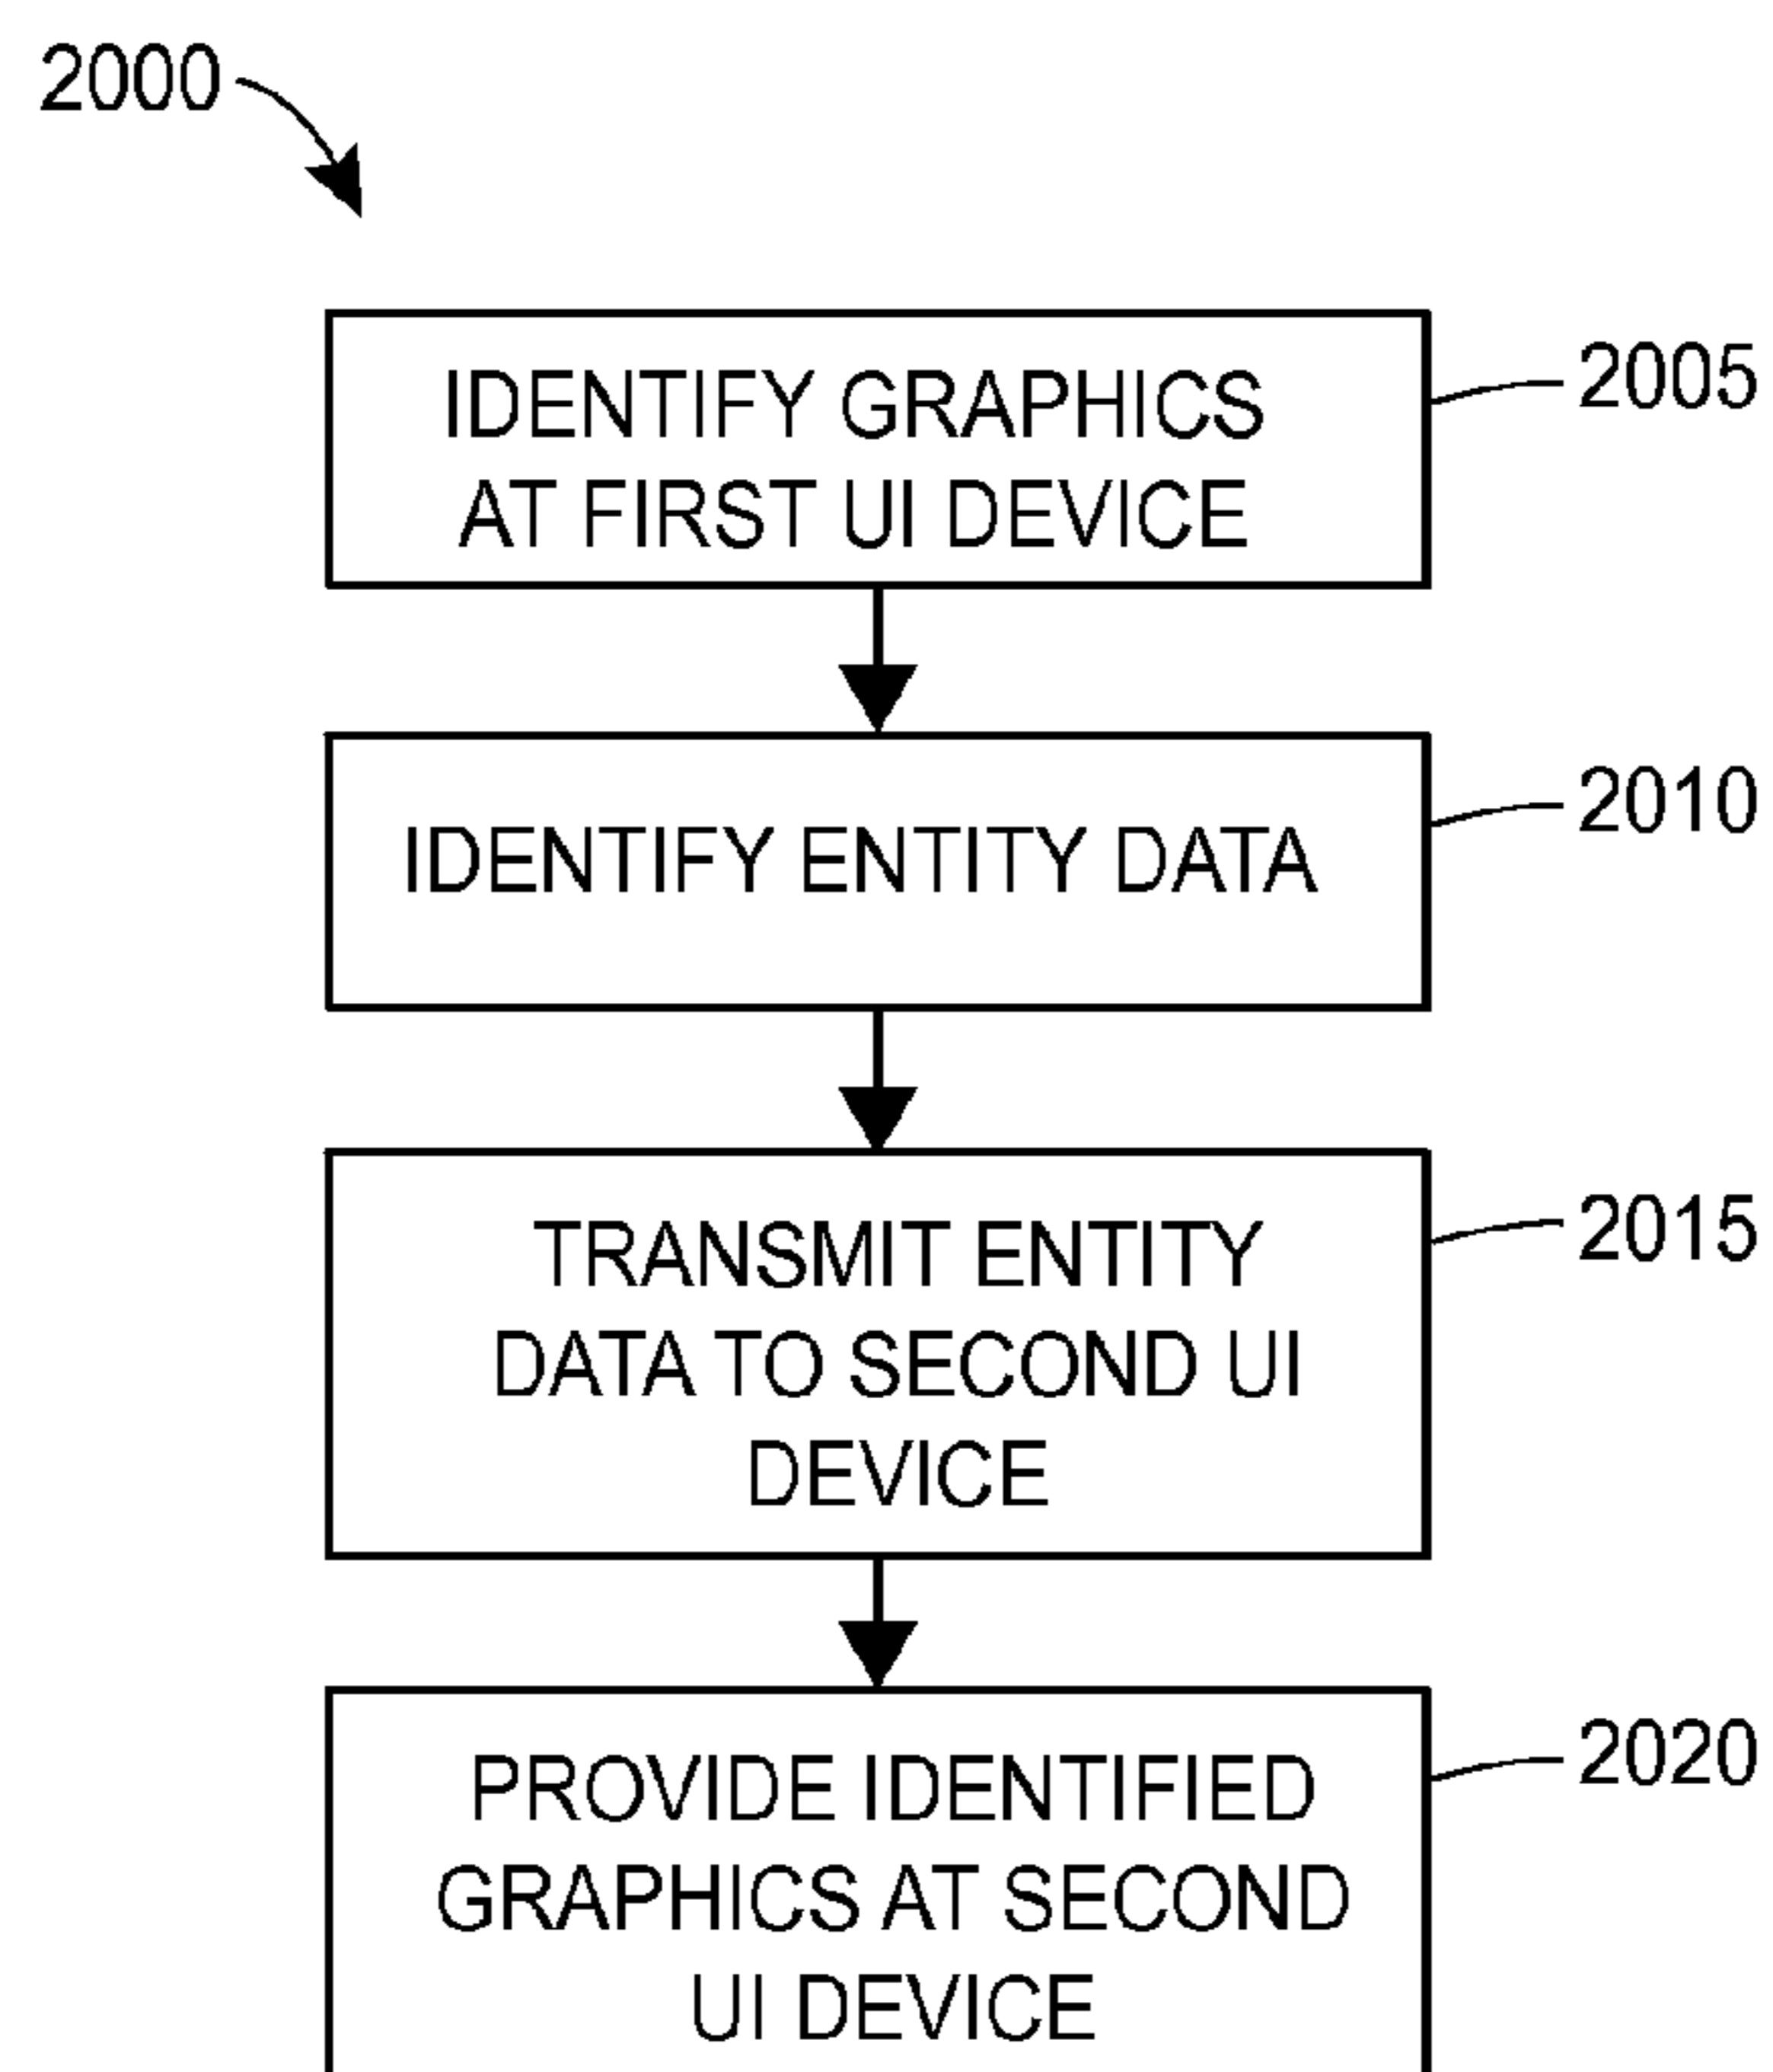 2000
IDENTIFY GRAPHICS
AT FIRST UI DEVICE
2005
IDENTIFY ENTITY DATA
2010
TRANSMIT ENTITY
DATA TO SECOND UI
DEVICE
2015
PROVIDE IDENTIFIED
GRAPHICS AT SECOND
UI DEVICE
2020